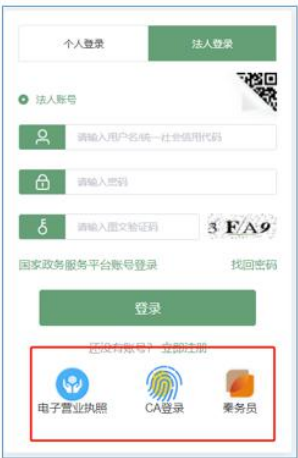 个人登录 法人登录
法人账号
请输入用户名/统一社会信用代码
请输入密码
请输入图文验证码 3 F/A9
国家政务服务平台账号登录 找回密码
登录
还没有账号？ 立即注册
电子营业执照 CA登录 秦务员